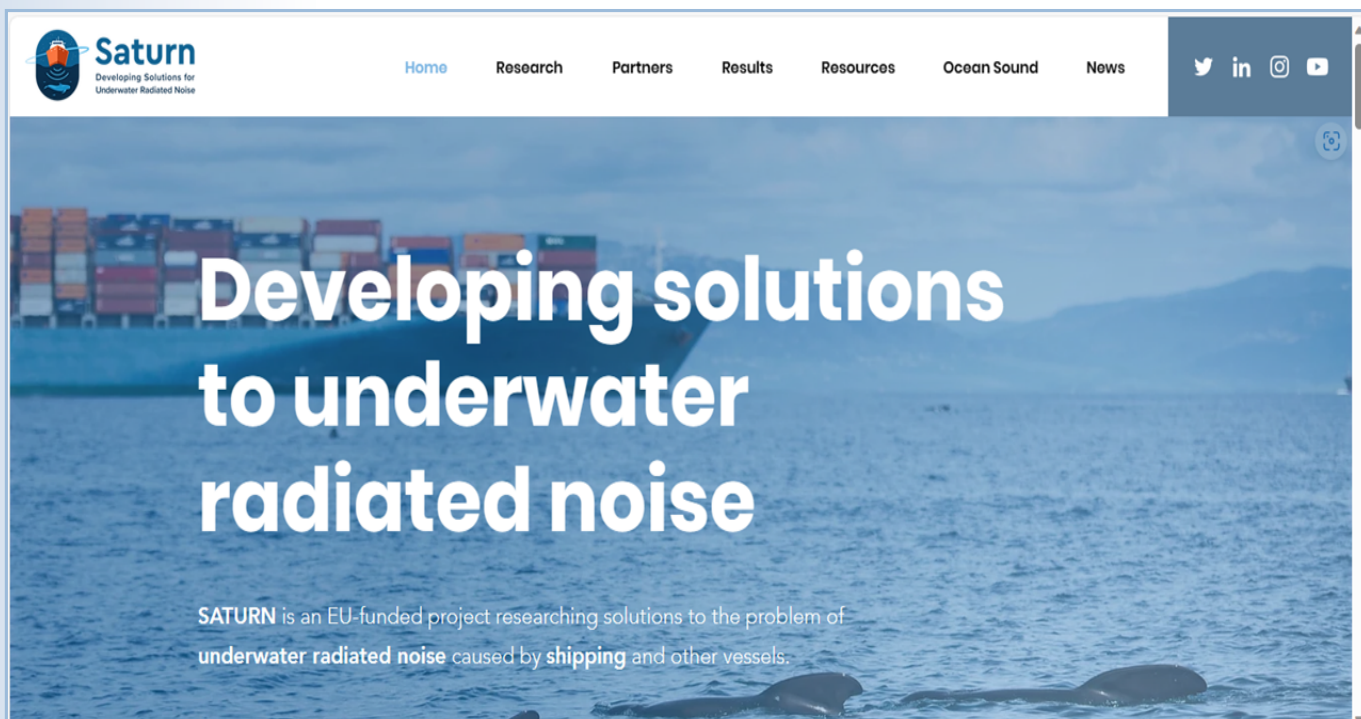 Saturn
Developing Solutions for
Underwater Radiated Noise
Home Research Partners Results Resources Ocean Sound News
Developing solutions
to underwater
radiated noise
SATURN is an EU-funded project researching solutions to the problem of
underwater radiated noise caused by shipping and other vessels.